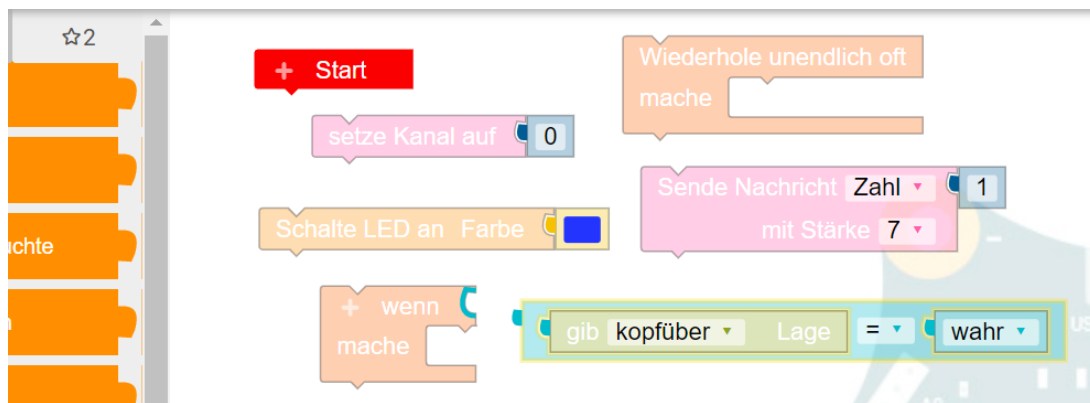 ☆2
+ Start
Wiederhole unendlich oft
mache
setze Kanal auf 0
Sende Nachricht Zahl 1
mit Stärke 7
Schalte LED an Farbe
chte
+ wenn
mache
gib kopfüber Lage = wahr